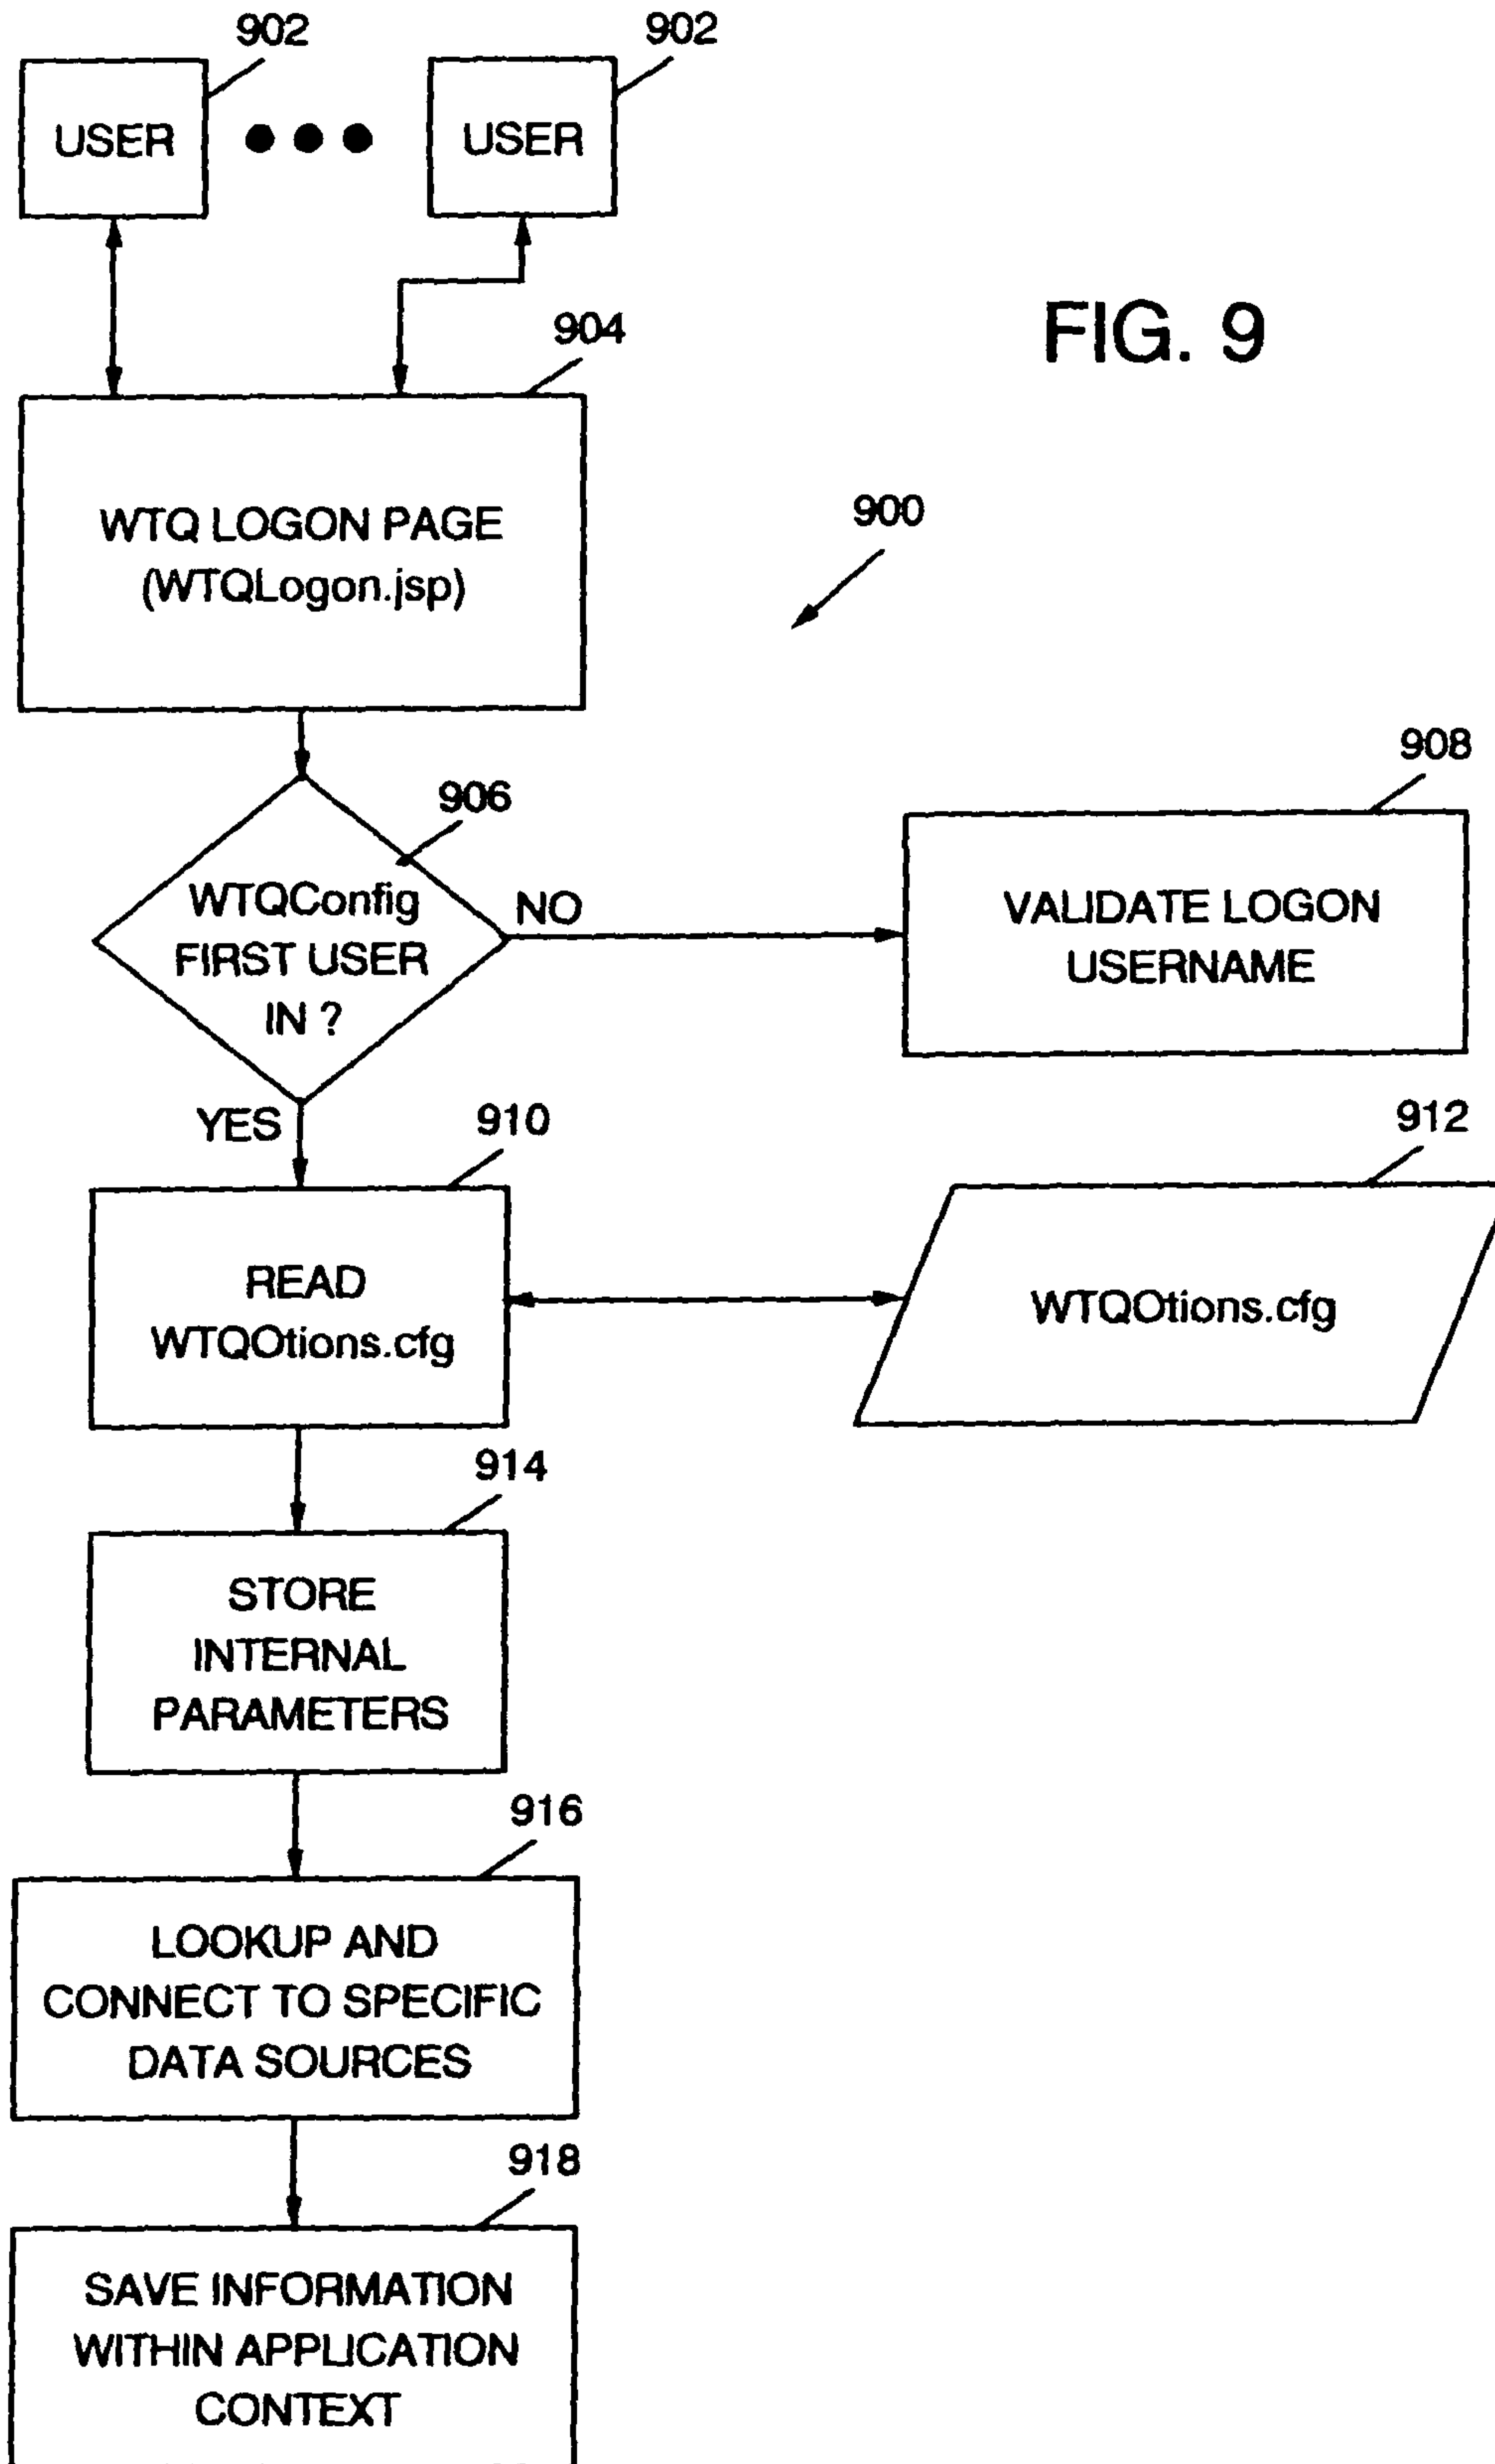 902
902
USER
USER
904
FIG. 9
WTQ LOGON PAGE
(WTQLogon.jsp)
900
906
908
WTQConfig
FIRST USER
IN ?
NO
VALIDATE LOGON
USERNAME
YES
910
912
READ
WTQOtions.cfg
WTQOtions.cfg
914
STORE
INTERNAL
PARAMETERS
916
LOOKUP AND
CONNECT TO SPECIFIC
DATA SOURCES
918
SAVE INFORMATION
WITHIN APPLICATION
CONTEXT